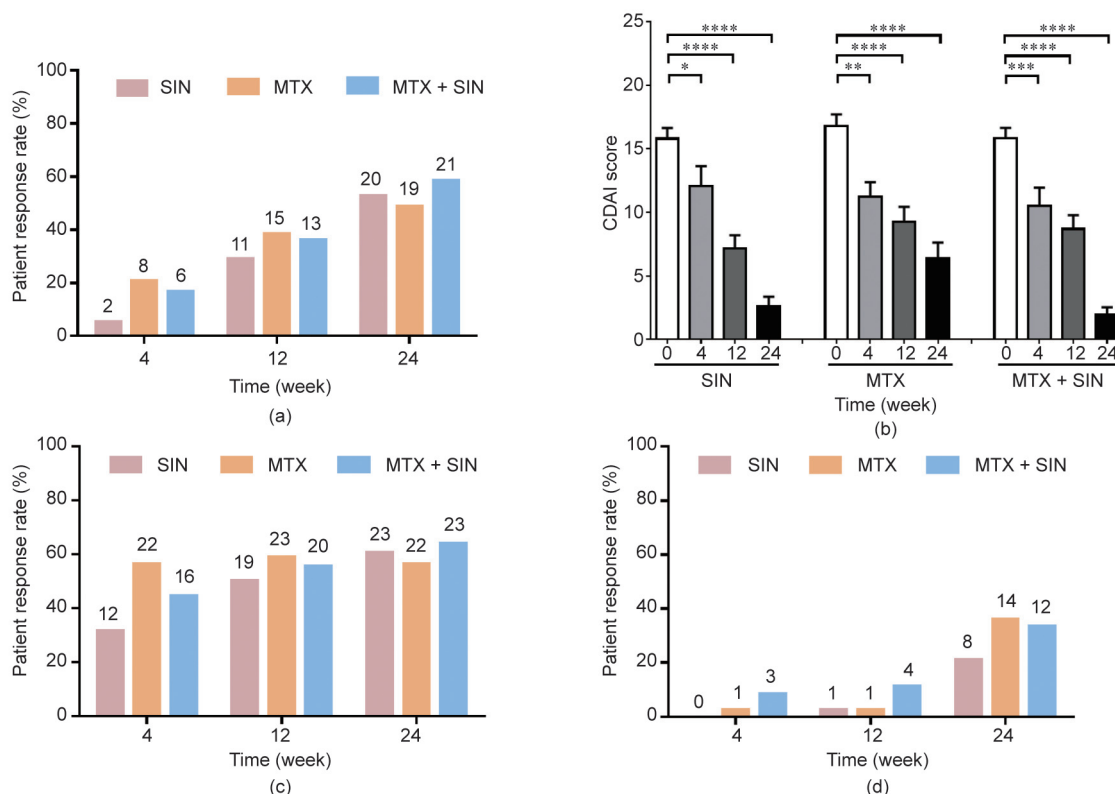 100
80
60
40
20
0
Patient response rate (%)
SIN MTX MTX + SIN
2 8 6
11 15 13
20 19 21
4 12 24
Time (week)
(a)
25
20
15
10
5
0
CDAI score
**** **** ****
**** **** ****
* ** ***
0 4 12 24 0 4 12 24 0 4 12 24
SIN MTX MTX + SIN
Time (week)
(b)
100
80
60
40
20
0
Patient response rate (%)
SIN MTX MTX + SIN
12 22 16
19 23 20
23 22 23
4 12 24
Time (week)
(c)
100
80
60
40
20
0
Patient response rate (%)
SIN MTX MTX + SIN
0 1 3
1 1 4
8 14 12
4 12 24
Time (week)
(d)